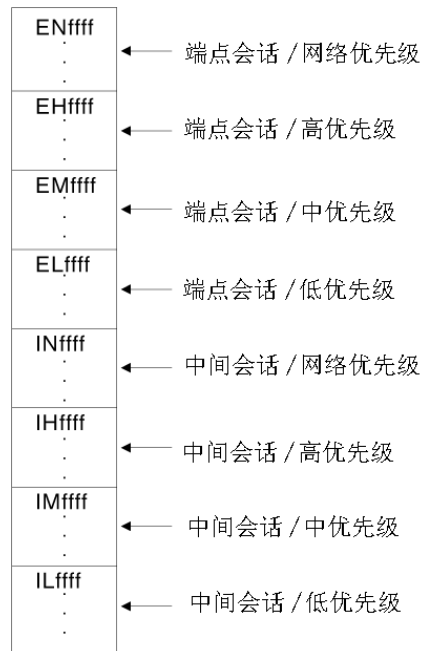 ENffff
.
.
端点会话 / 网络优先级
EHffff
.
.
端点会话 / 高优先级
EMffff
.
.
端点会话 / 中优先级
ELffff
.
.
端点会话 / 低优先级
INffff
.
.
中间会话 / 网络优先级
IHffff
.
.
中间会话 / 高优先级
IMffff
.
.
中间会话 / 中优先级
ILffff
.
.
中间会话 / 低优先级